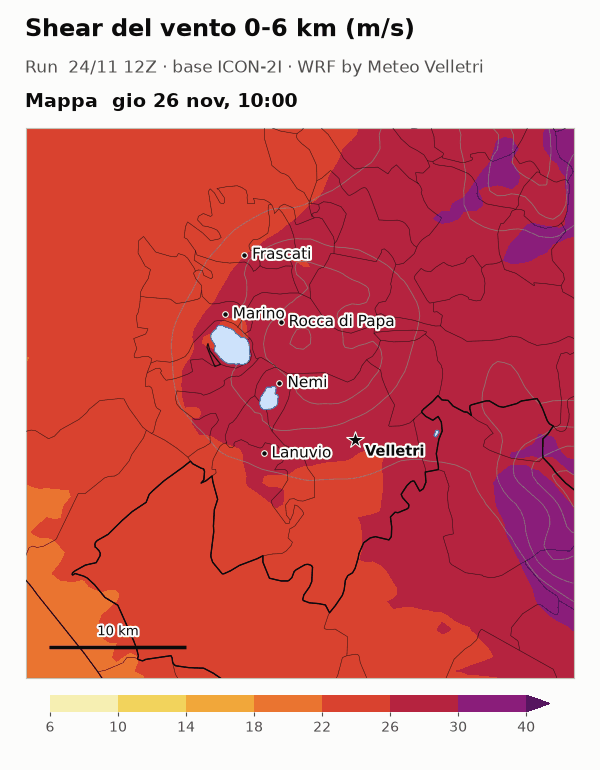 Shear del vento 0-6 km (m/s)
Run  24/11 12Z · base ICON-2I · WRF by Meteo Velletri
Mappa  gio 26 nov, 10:00
Frascati
Marino
Rocca di Papa
Nemi
Velletri
Lanuvio
10 km
6 10 14 18 22 26 30 40